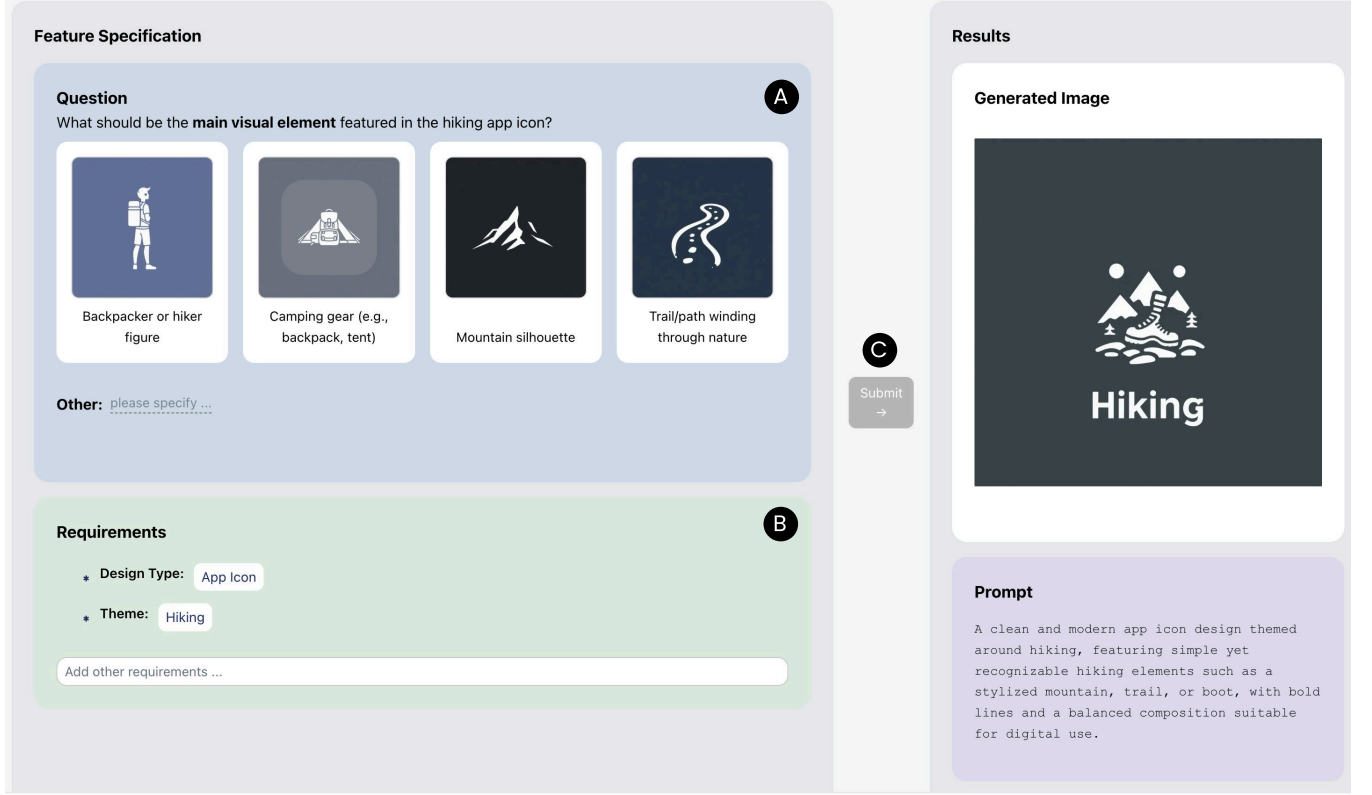 Feature Specification
Question
A
What should be the main visual element featured in the hiking app icon?
Backpacker or hiker
figure
Camping gear (e.g.,
backpack, tent)
Mountain silhouette
Trail/path winding
through nature
Other: please specify ...
Requirements
B
* Design Type: App Icon
* Theme: Hiking
Add other requirements ...
C
Submit
→
Results
Generated Image
Hiking
Prompt
A clean and modern app icon design themed
around hiking, featuring simple yet
recognizable hiking elements such as a
stylized mountain, trail, or boot, with bold
lines and a balanced composition suitable
for digital use.